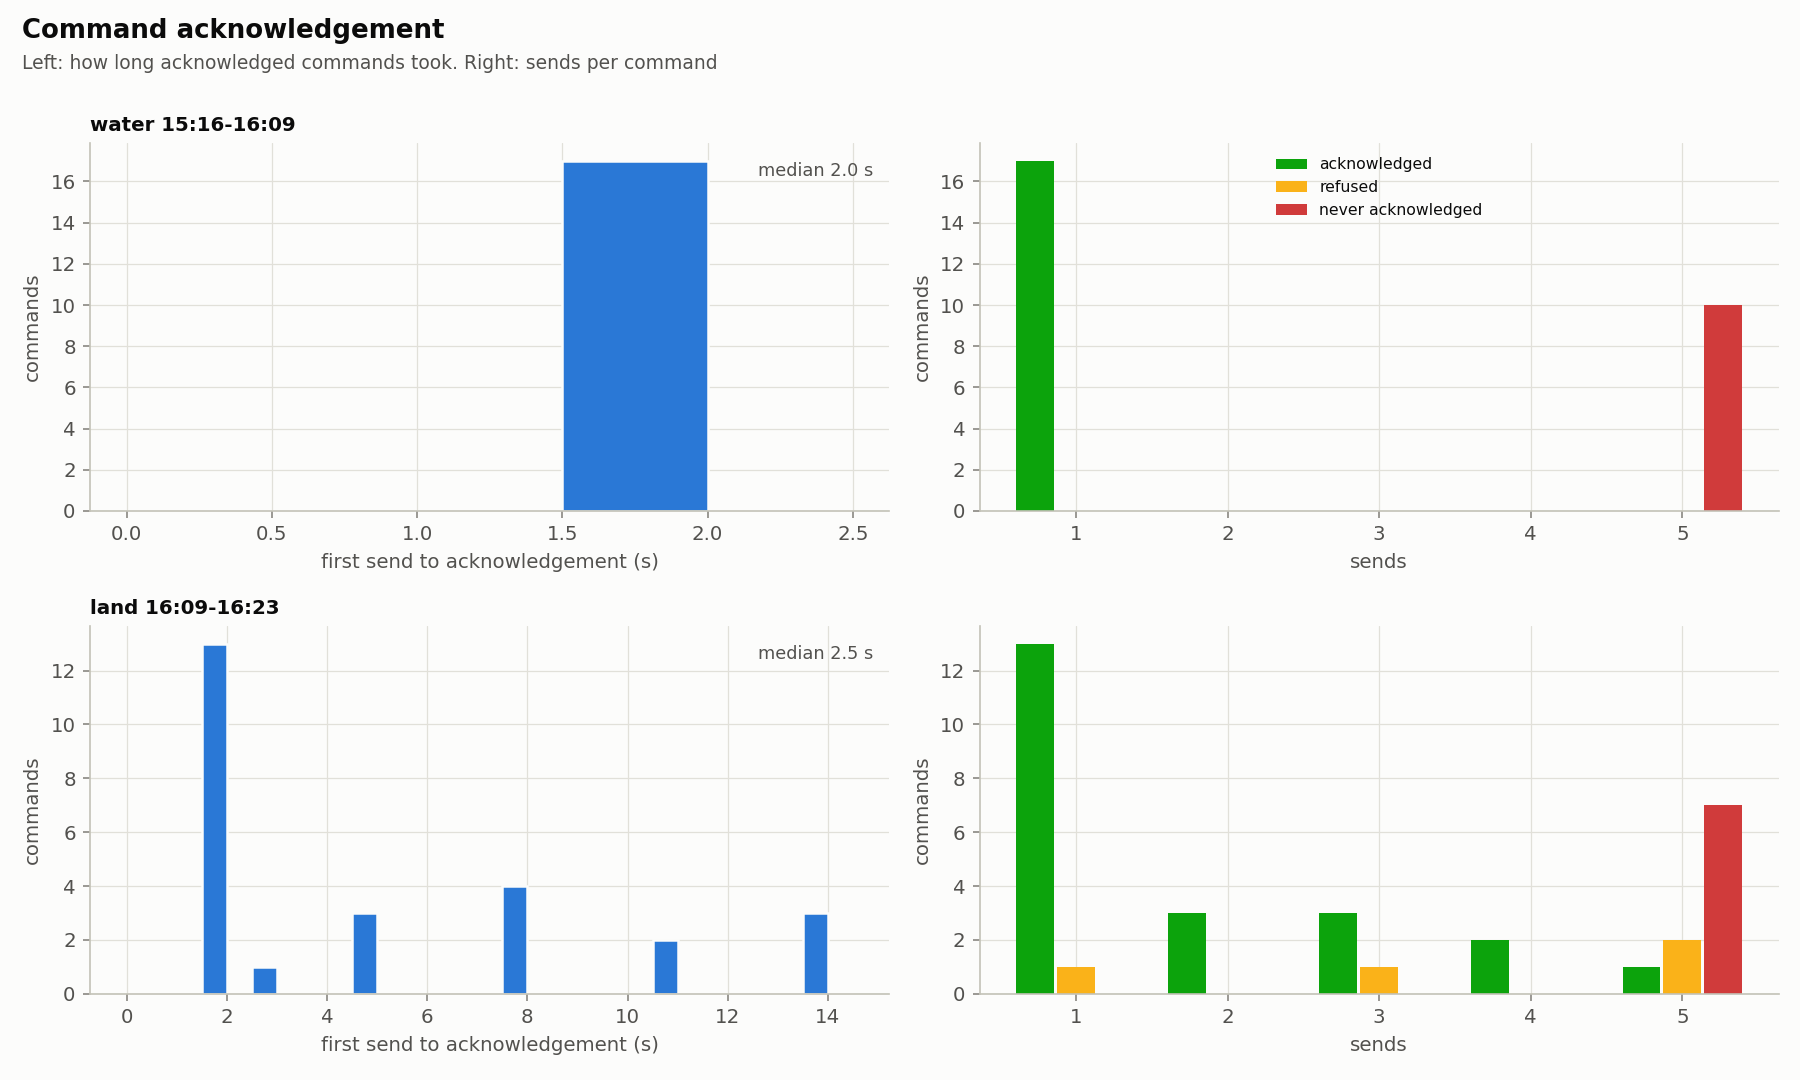 Command acknowledgement
Left: how long acknowledged commands took. Right: sends per command
water 15:16-16:09
median 2.0 s
commands
0
2
4
6
8
10
12
14
16
0.0 0.5 1.0 1.5 2.0 2.5
first send to acknowledgement (s)
acknowledged
refused
never acknowledged
commands
0
2
4
6
8
10
12
14
16
1 2 3 4 5
sends
land 16:09-16:23
median 2.5 s
commands
0
2
4
6
8
10
12
0 2 4 6 8 10 12 14
first send to acknowledgement (s)
commands
0
2
4
6
8
10
12
1 2 3 4 5
sends